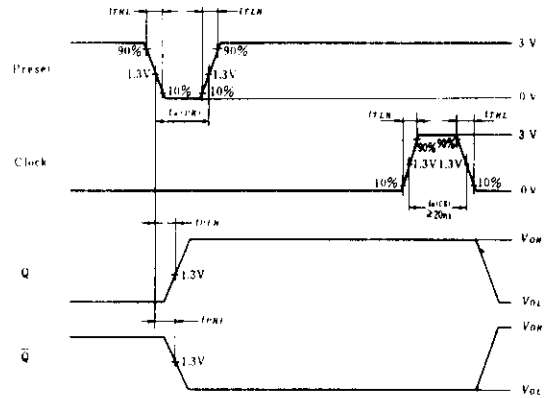 tTHL tTLH
90% 90% 3 V
Preset 1.3V 1.3V
10% 10% 0 V
tw(PR)
tTLH tTHL
3 V
Clock 90% 90%
1.3V 1.3V
10% 10% 0 V
tw(CK)
≥20ns
tPLH
VOH
Q 1.3V
VOL
tPHL
VOH
Q̄ 1.3V
VOL